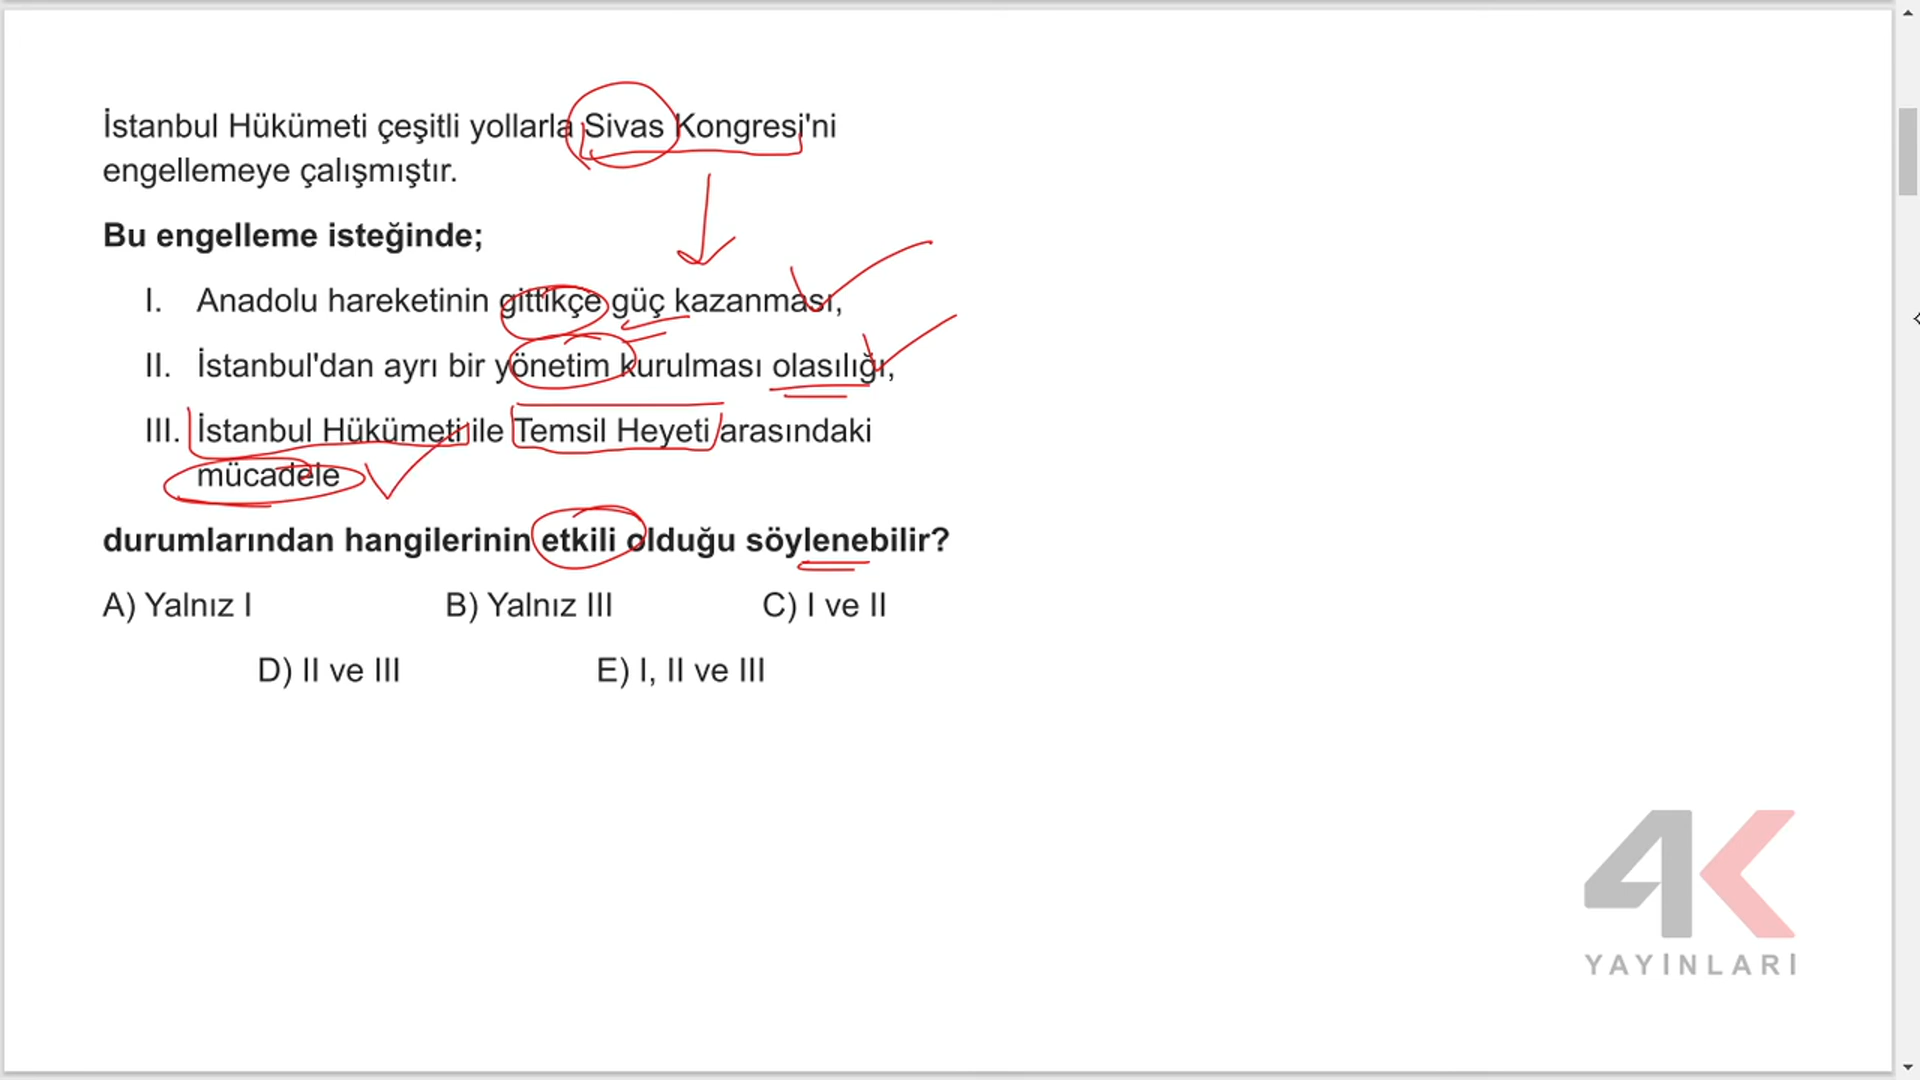 İstanbul Hükümeti çeşitli yollarla Sivas Kongresi'ni
engellemeye çalışmıştır.
Bu engelleme isteğinde;
I. Anadolu hareketinin gittikçe güç kazanması,
II. İstanbul'dan ayrı bir yönetim kurulması olasılığı,
III. İstanbul Hükümeti ile Temsil Heyeti arasındaki
mücadele
durumlarından hangilerinin etkili olduğu söylenebilir?
A) Yalnız I B) Yalnız III C) I ve II
D) II ve III E) I, II ve III
4K
YAYINLARI